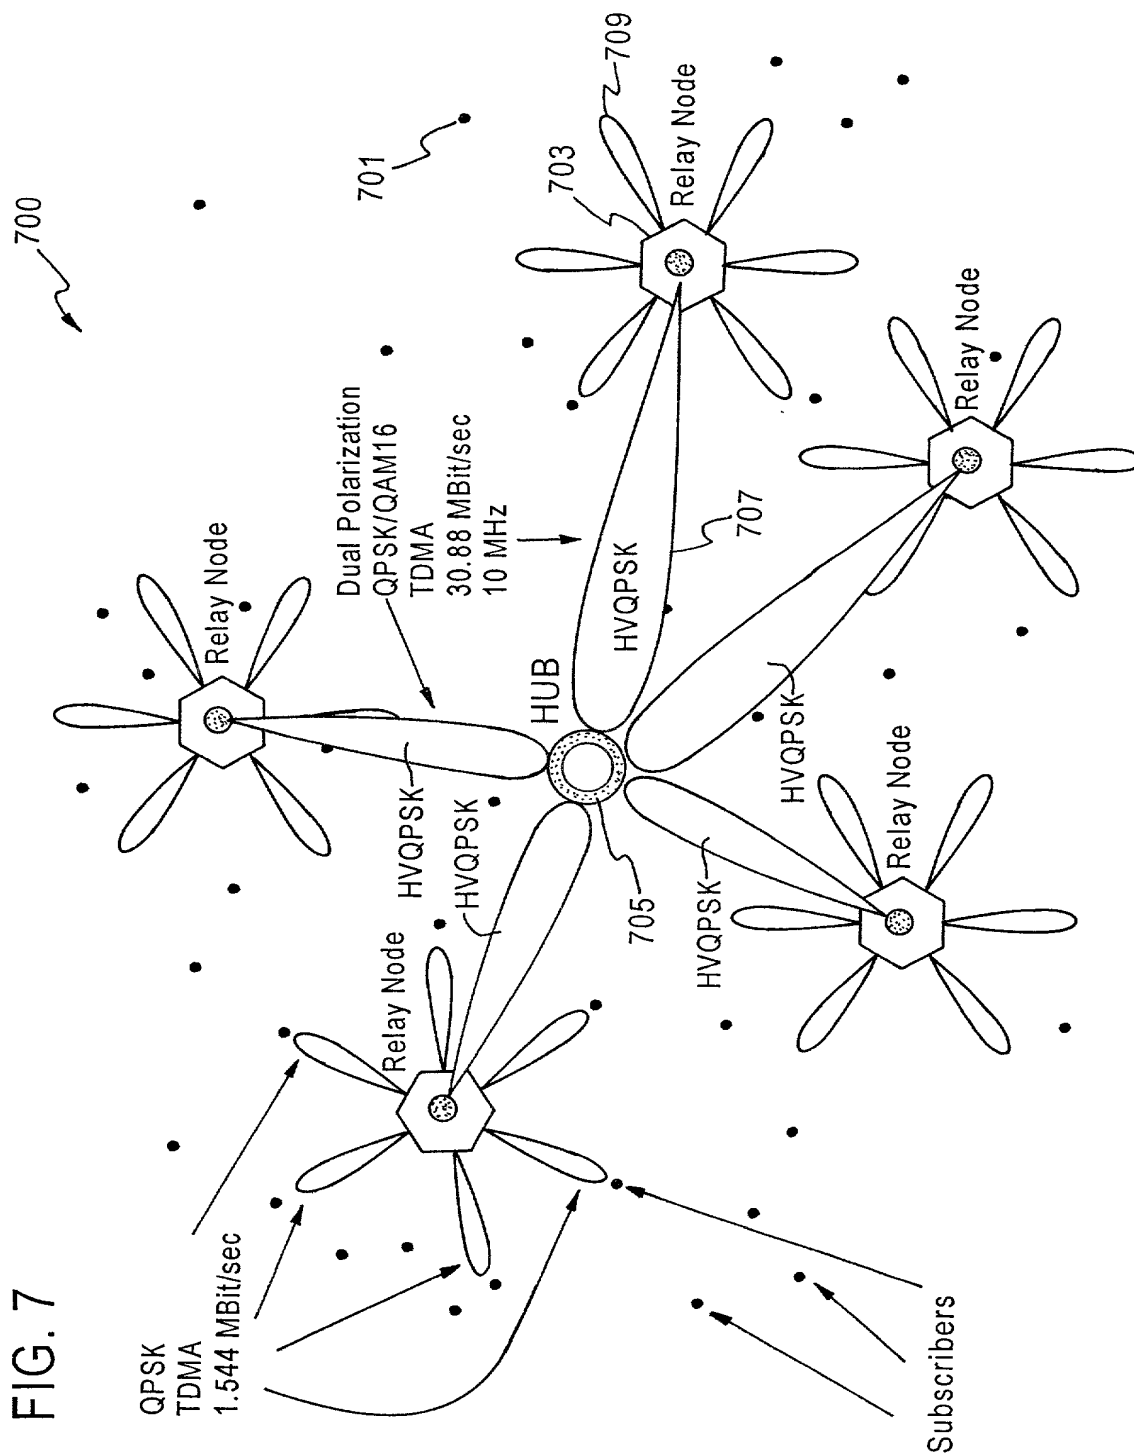 FIG. 7
700
QPSK
TDMA
1.544 MBit/sec
Subscribers
Relay Node
HVQPSK
HVQPSK
Relay Node
Dual Polarization
QPSK/QAM16
TDMA
30.88 MBit/sec
10 MHz
701
703
709
Relay Node
HUB
HVQPSK
707
705
HVQPSK
Relay Node
HVQPSK
Relay Node